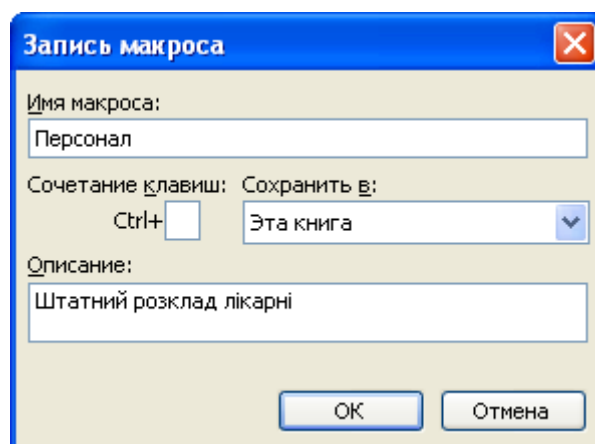 Запись макроса
Имя макроса:
Персонал
Сочетание клавиш: Сохранить в:
Ctrl+ Эта книга
Описание:
Штатний розклад лікарні
ОК Отмена